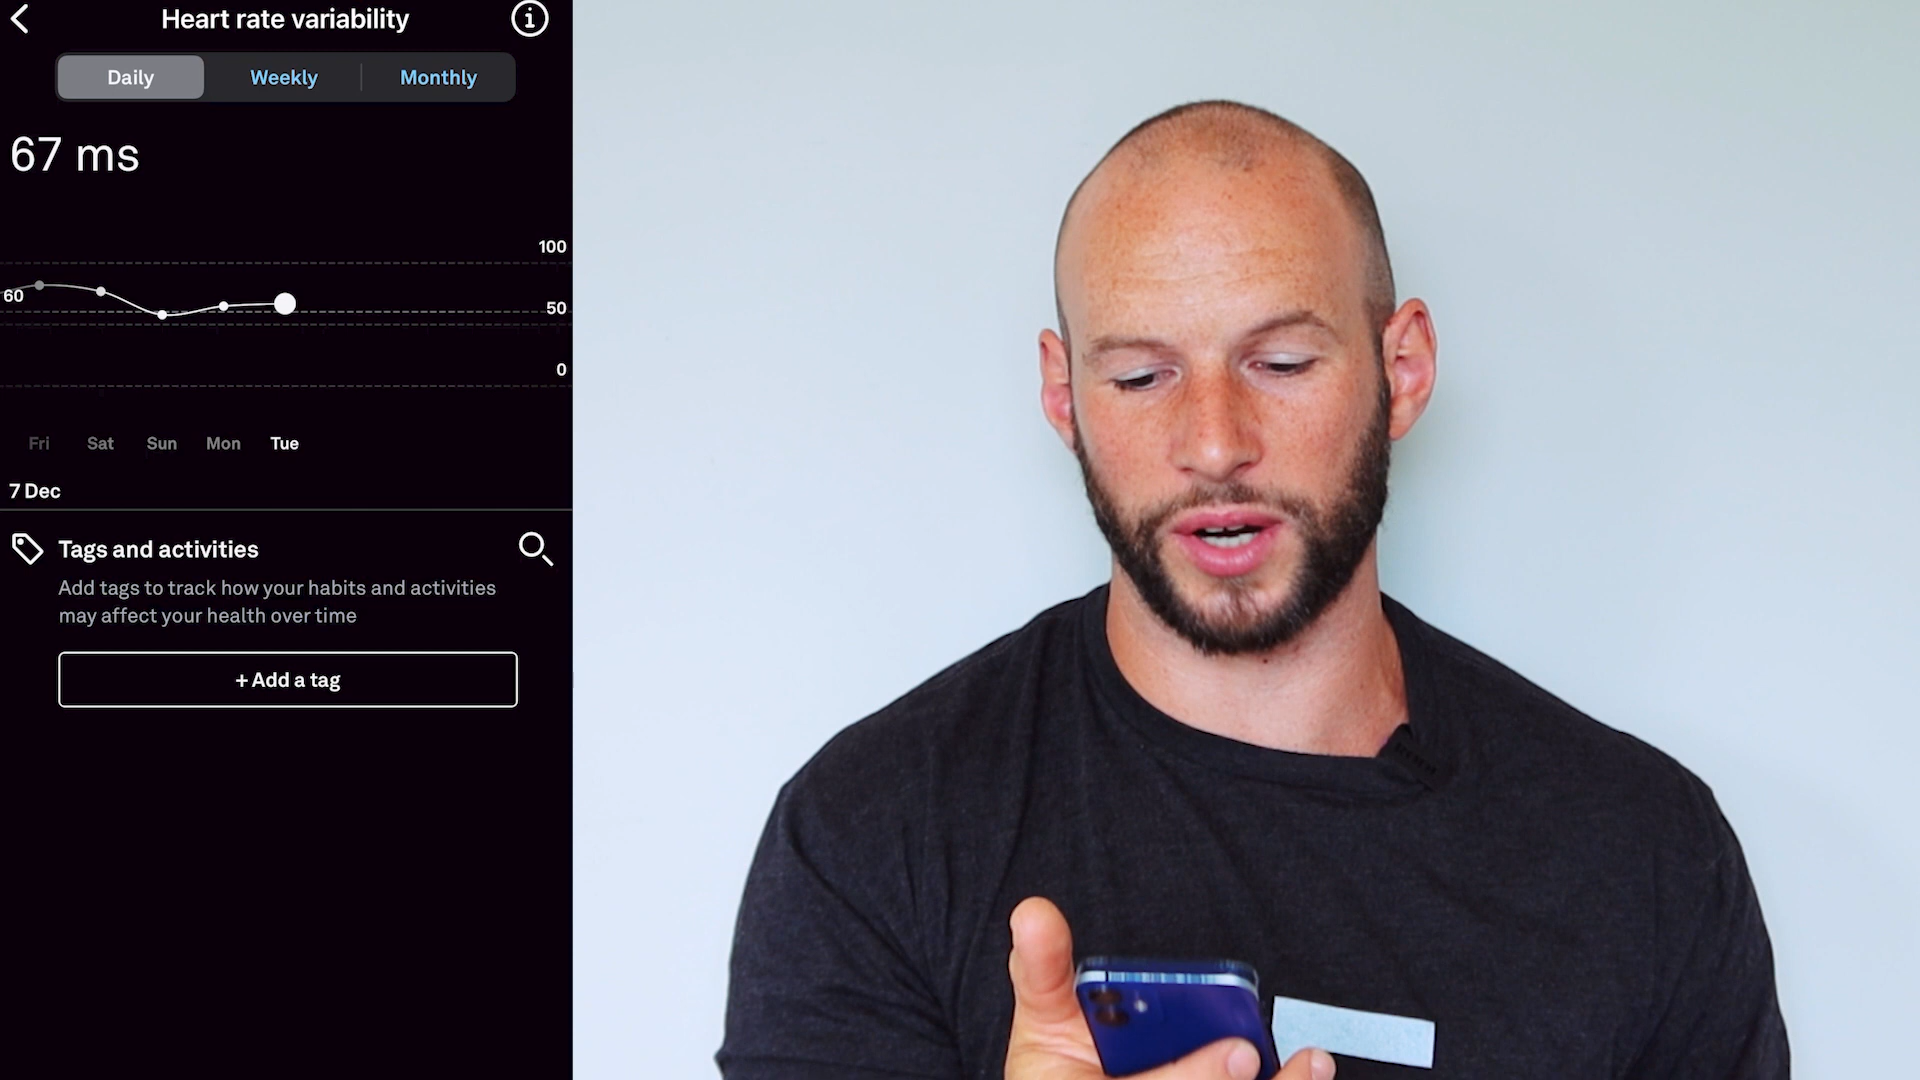 Heart rate variability
Daily
Weekly
Monthly
67 ms
100
60
50
0
Fri
Sat
Sun
Mon
Tue
7 Dec
Tags and activities
Add tags to track how your habits and activities
may affect your health over time
+ Add a tag